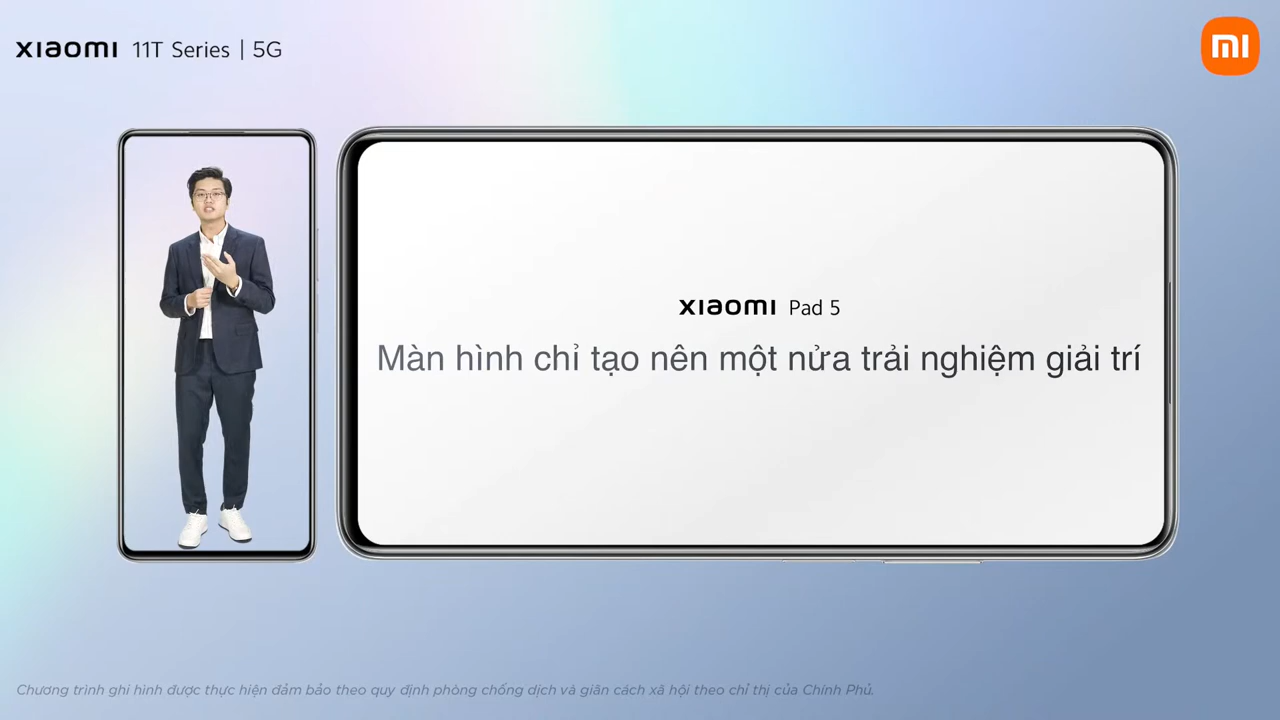 xiaomi 11T Series | 5G
mi
xiaomi Pad 5
Màn hình chỉ tạo nên một nửa trải nghiệm giải trí
Chương trình ghi hình được thực hiện đảm bảo theo quy định phòng chống dịch và giãn cách xã hội theo chỉ thị của Chính Phủ.